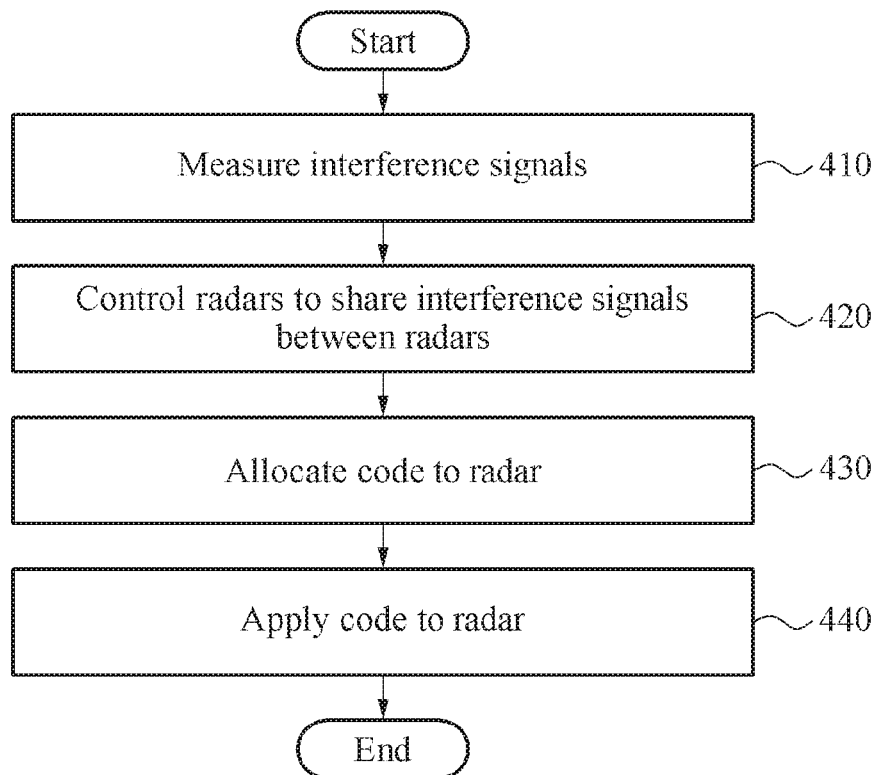 Start
Measure interference signals
410
Control radars to share interference signals
between radars
420
Allocate code to radar
430
Apply code to radar
440
End